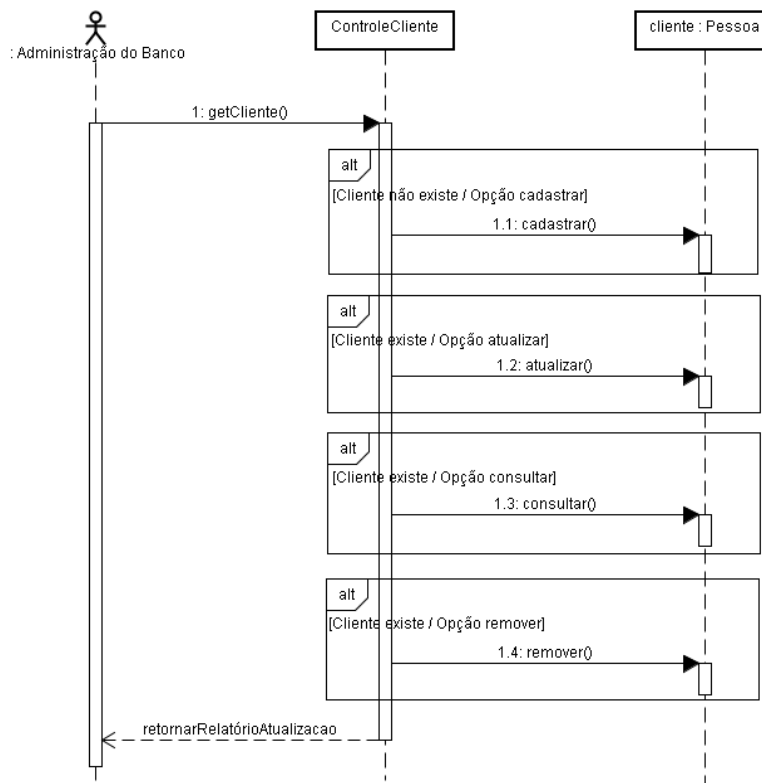 : Administração do Banco
ControleCliente
cliente : Pessoa
1: getCliente()
alt
[Cliente não existe / Opção cadastrar]
1.1: cadastrar()
alt
[Cliente existe / Opção atualizar]
1.2: atualizar()
alt
[Cliente existe / Opção consultar]
1.3: consultar()
alt
[Cliente existe / Opção remover]
1.4: remover()
retornarRelatórioAtualizacao